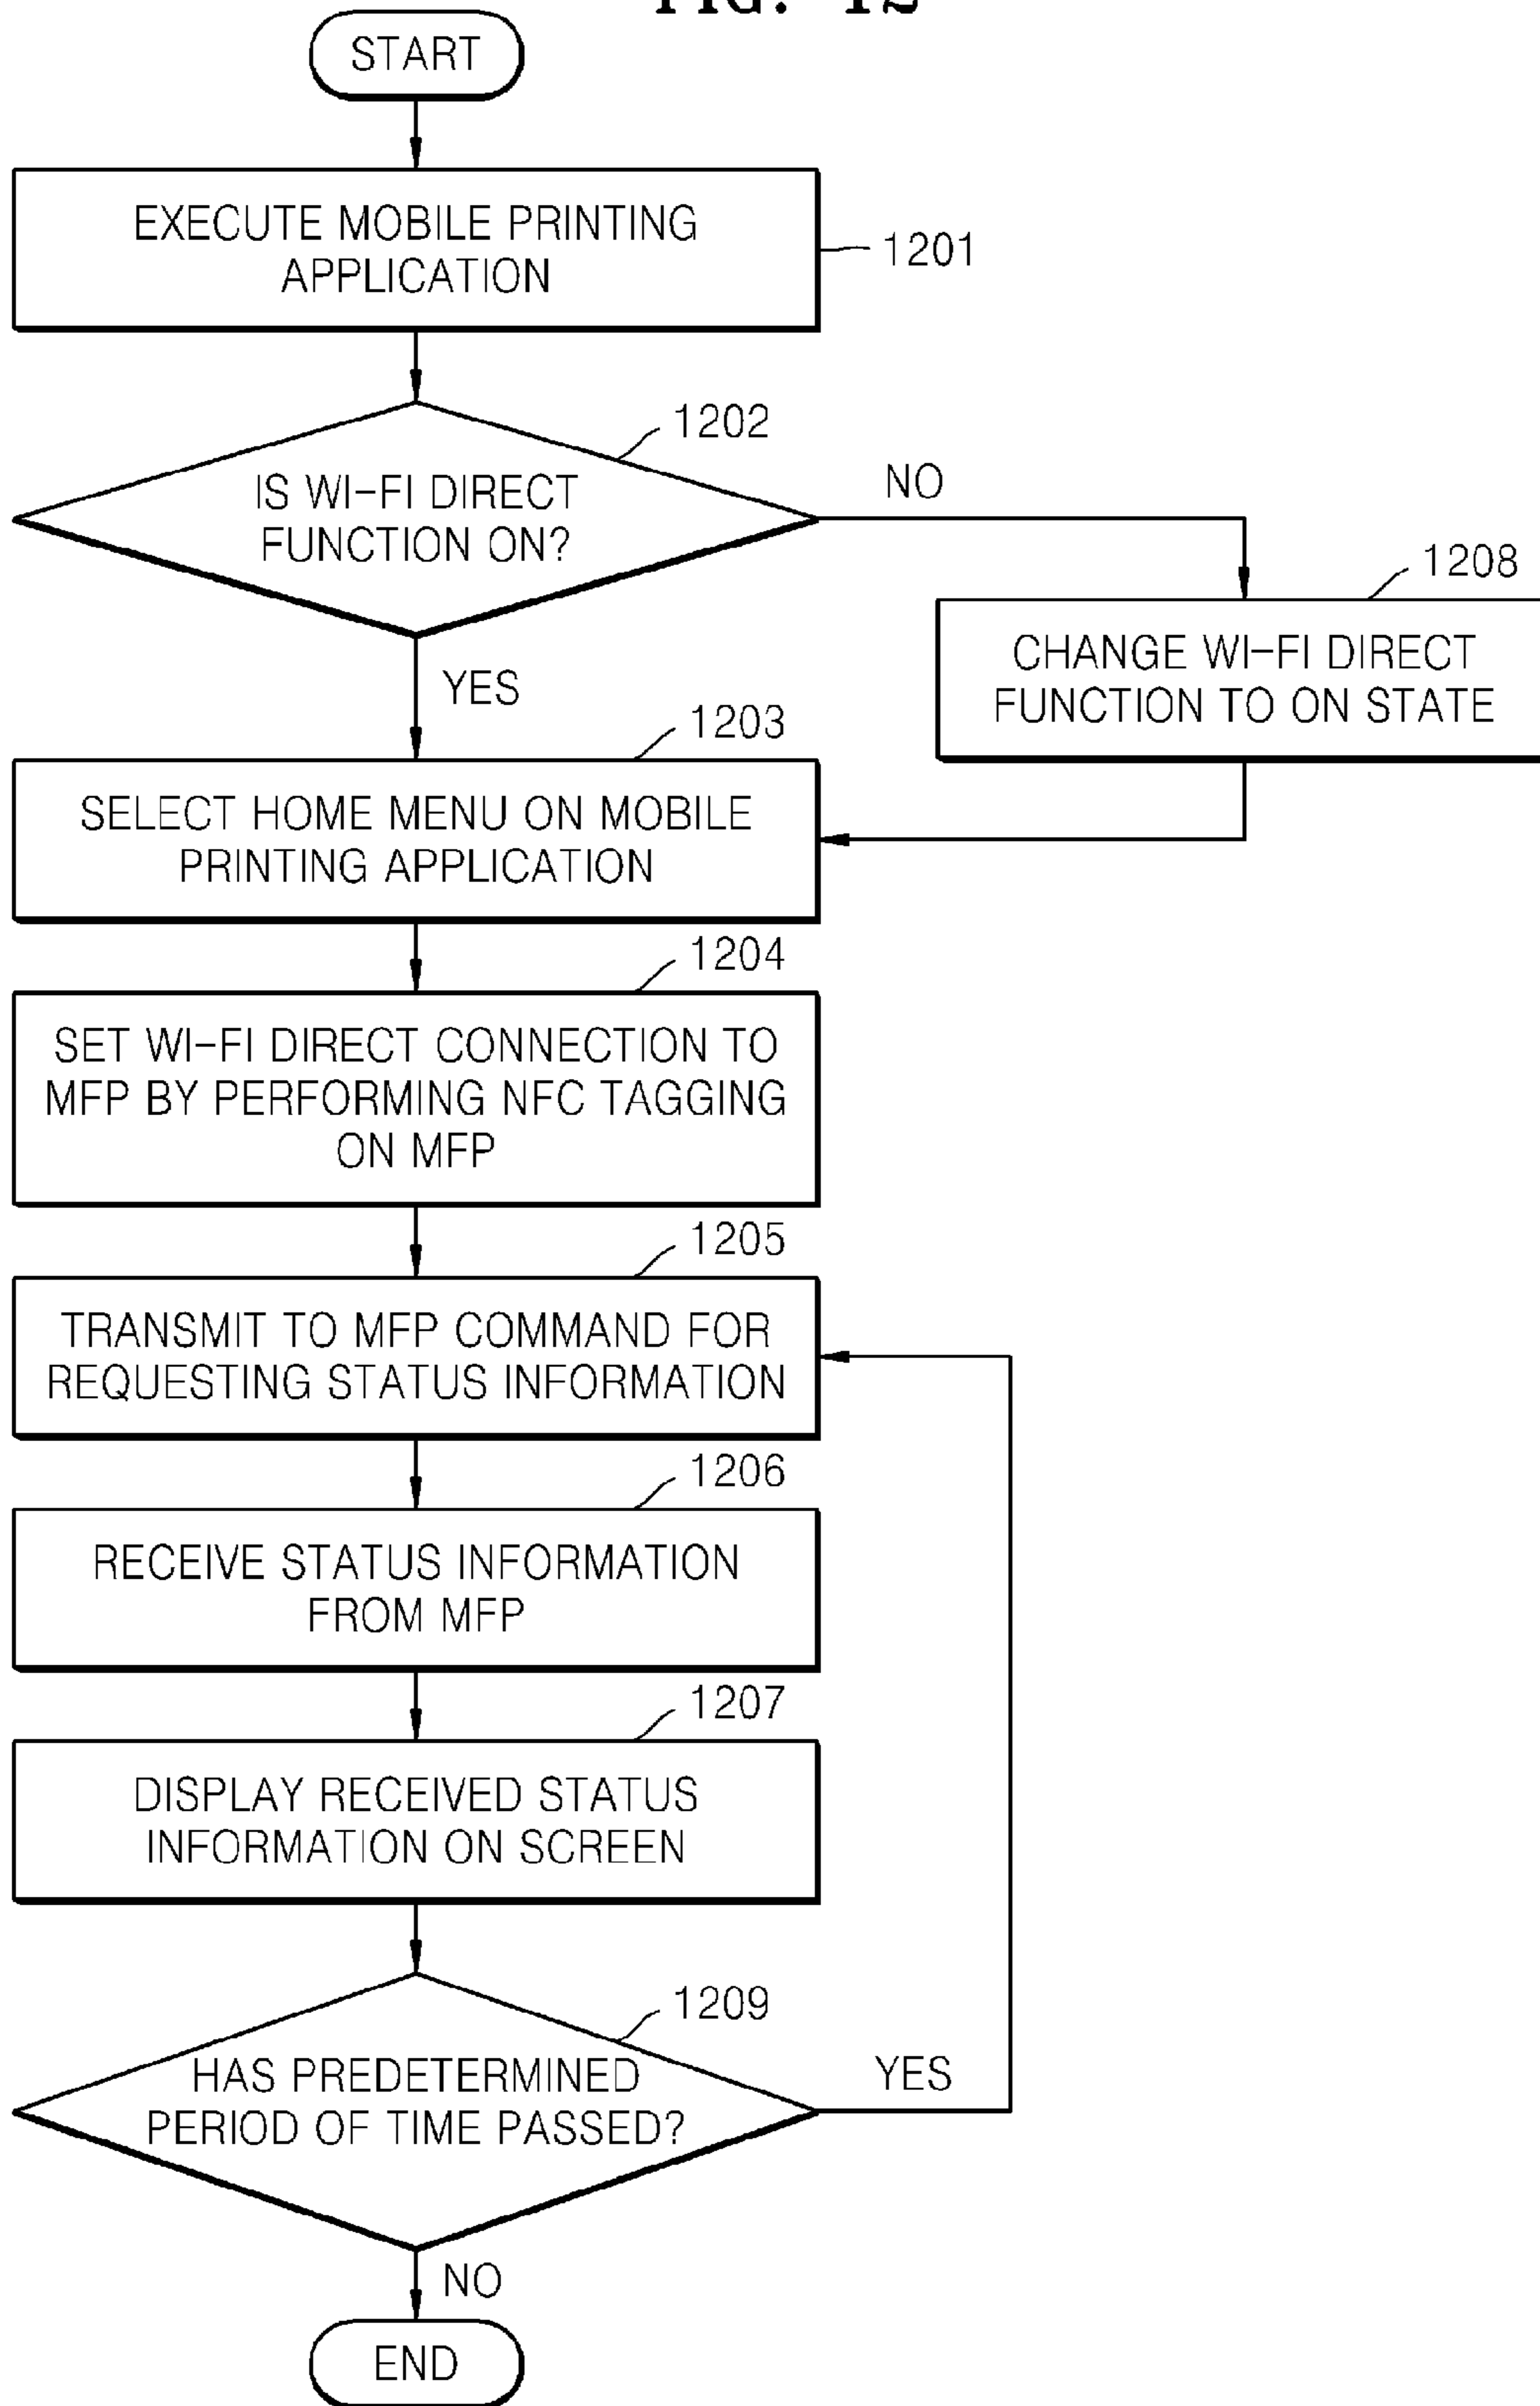 FIG. 12
START
EXECUTE MOBILE PRINTING
APPLICATION
1201
1202
IS WI-FI DIRECT
FUNCTION ON?
NO
1208
CHANGE WI-FI DIRECT
FUNCTION TO ON STATE
YES
1203
SELECT HOME MENU ON MOBILE
PRINTING APPLICATION
1204
SET WI-FI DIRECT CONNECTION TO
MFP BY PERFORMING NFC TAGGING
ON MFP
1205
TRANSMIT TO MFP COMMAND FOR
REQUESTING STATUS INFORMATION
1206
RECEIVE STATUS INFORMATION
FROM MFP
1207
DISPLAY RECEIVED STATUS
INFORMATION ON SCREEN
1209
HAS PREDETERMINED
PERIOD OF TIME PASSED?
YES
NO
END